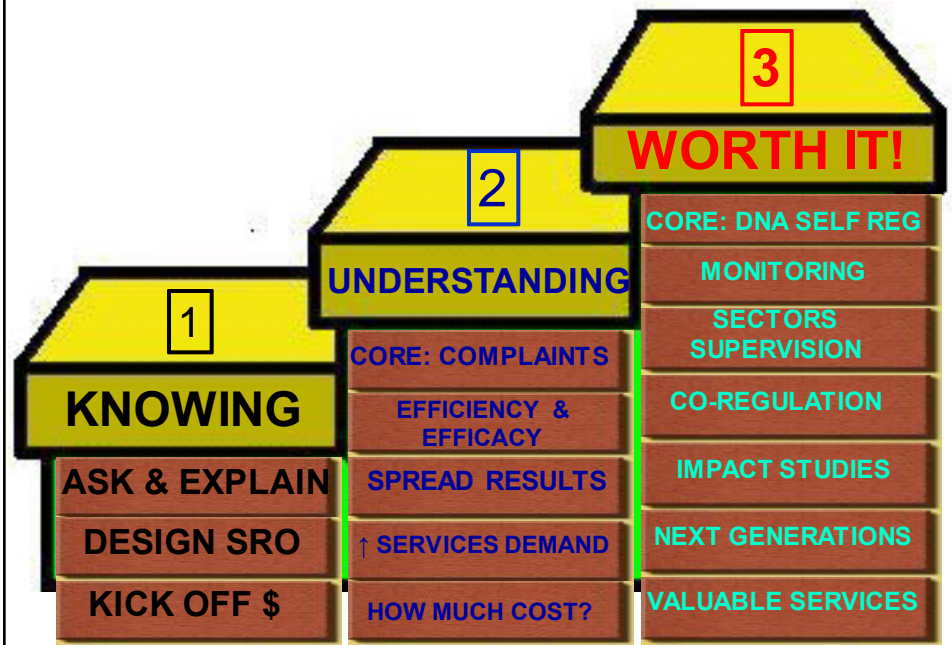 1
KNOWING
ASK & EXPLAIN
DESIGN SRO
KICK OFF $
2
UNDERSTANDING
CORE: COMPLAINTS
EFFICIENCY &
EFFICACY
SPREAD RESULTS
↑ SERVICES DEMAND
HOW MUCH COST?
3
WORTH IT!
CORE: DNA SELF REG
MONITORING
SECTORS
SUPERVISION
CO-REGULATION
IMPACT STUDIES
NEXT GENERATIONS
VALUABLE SERVICES